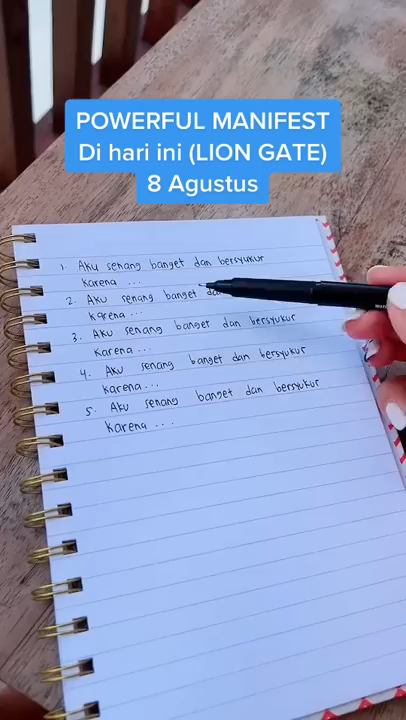 POWERFUL MANIFEST
Di hari ini (LION GATE)
8 Agustus
1. Aku senang banget dan bersyukur
karena ...
2. Aku senang banget
karena ...
3. Aku senang banget dan bersyukur
karena ...
4. Aku senang banget dan bersyukur
karena ...
5. Aku senang banget dan bersyukur
karena ...